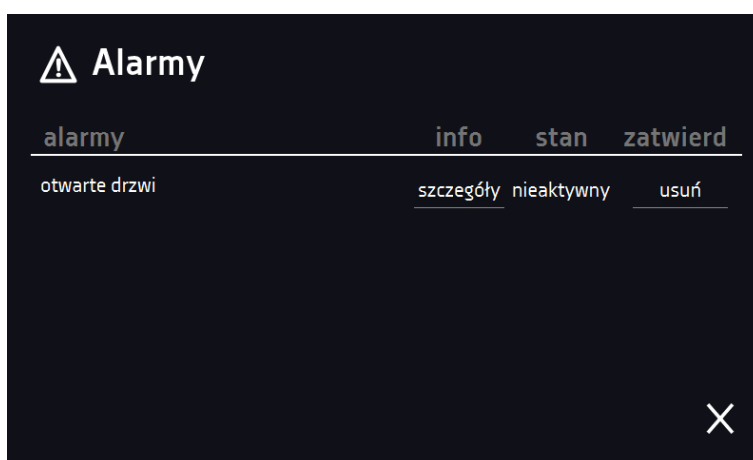 Alarmy
alarmy info stan zatwierd
otwarte drzwi szczegóły nieaktywny usuń